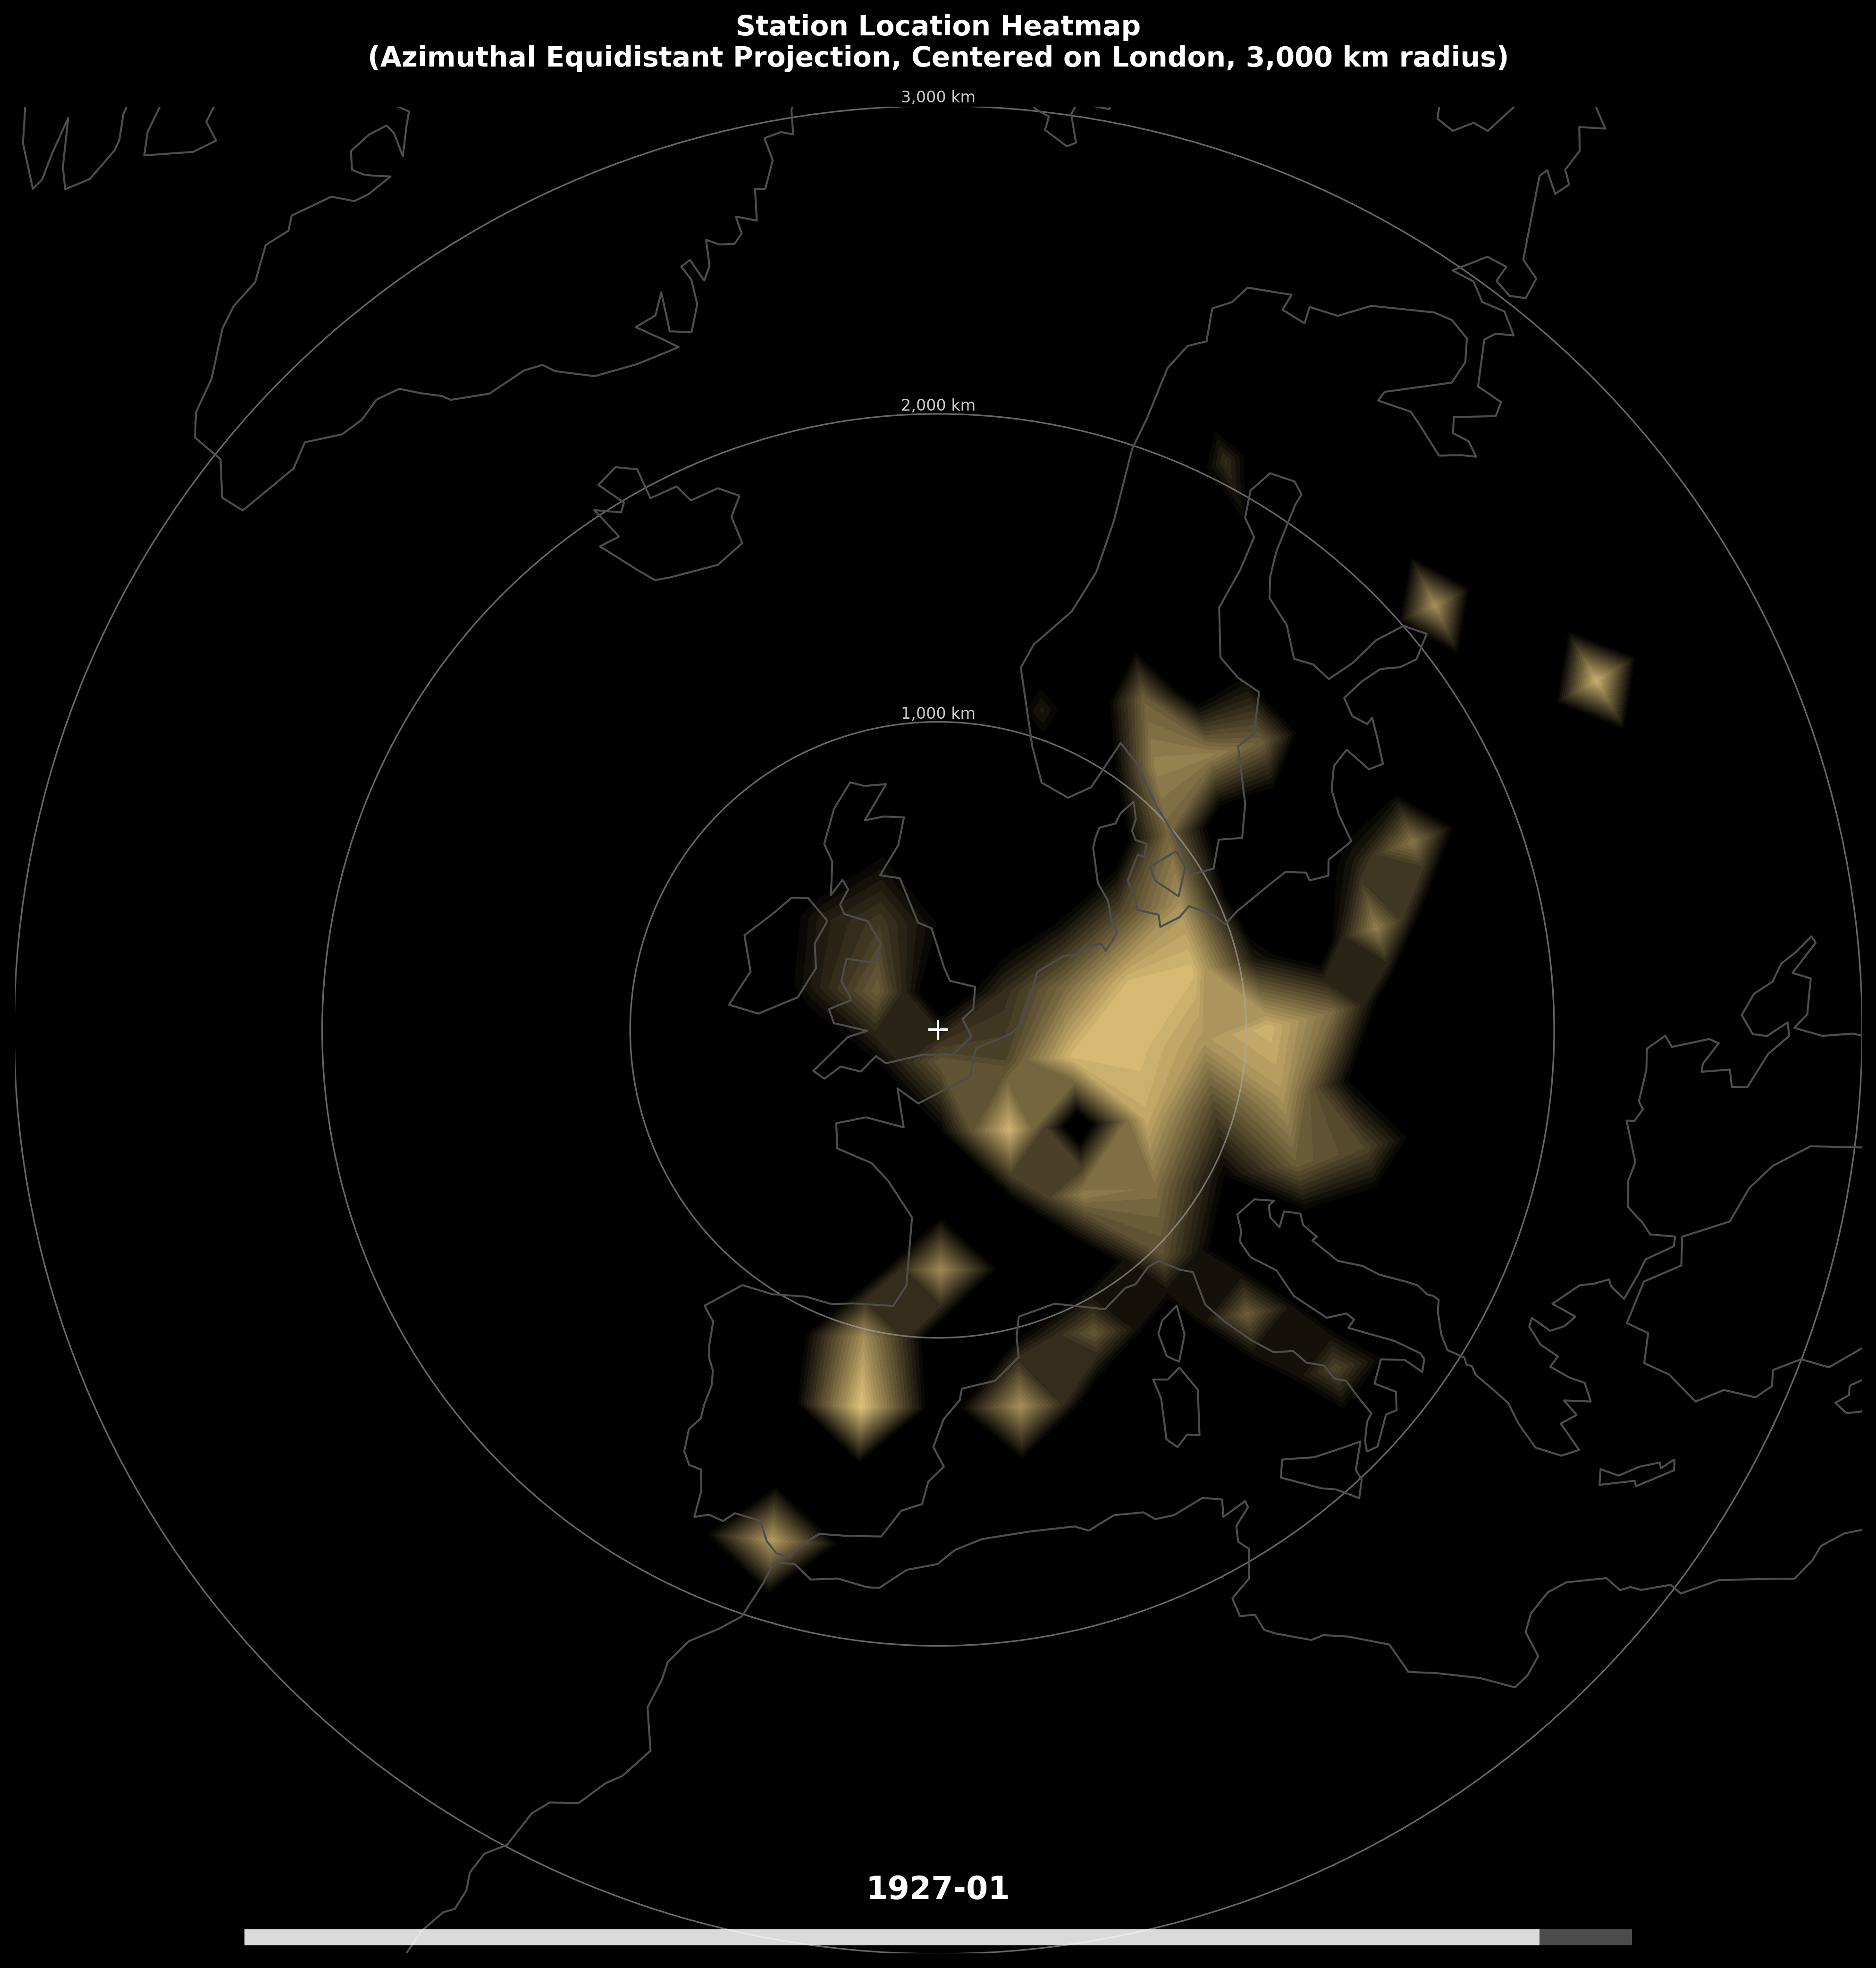 Station Location Heatmap
(Azimuthal Equidistant Projection, Centered on London, 3,000 km radius)
3,000 km
2,000 km
1,000 km
1927-01